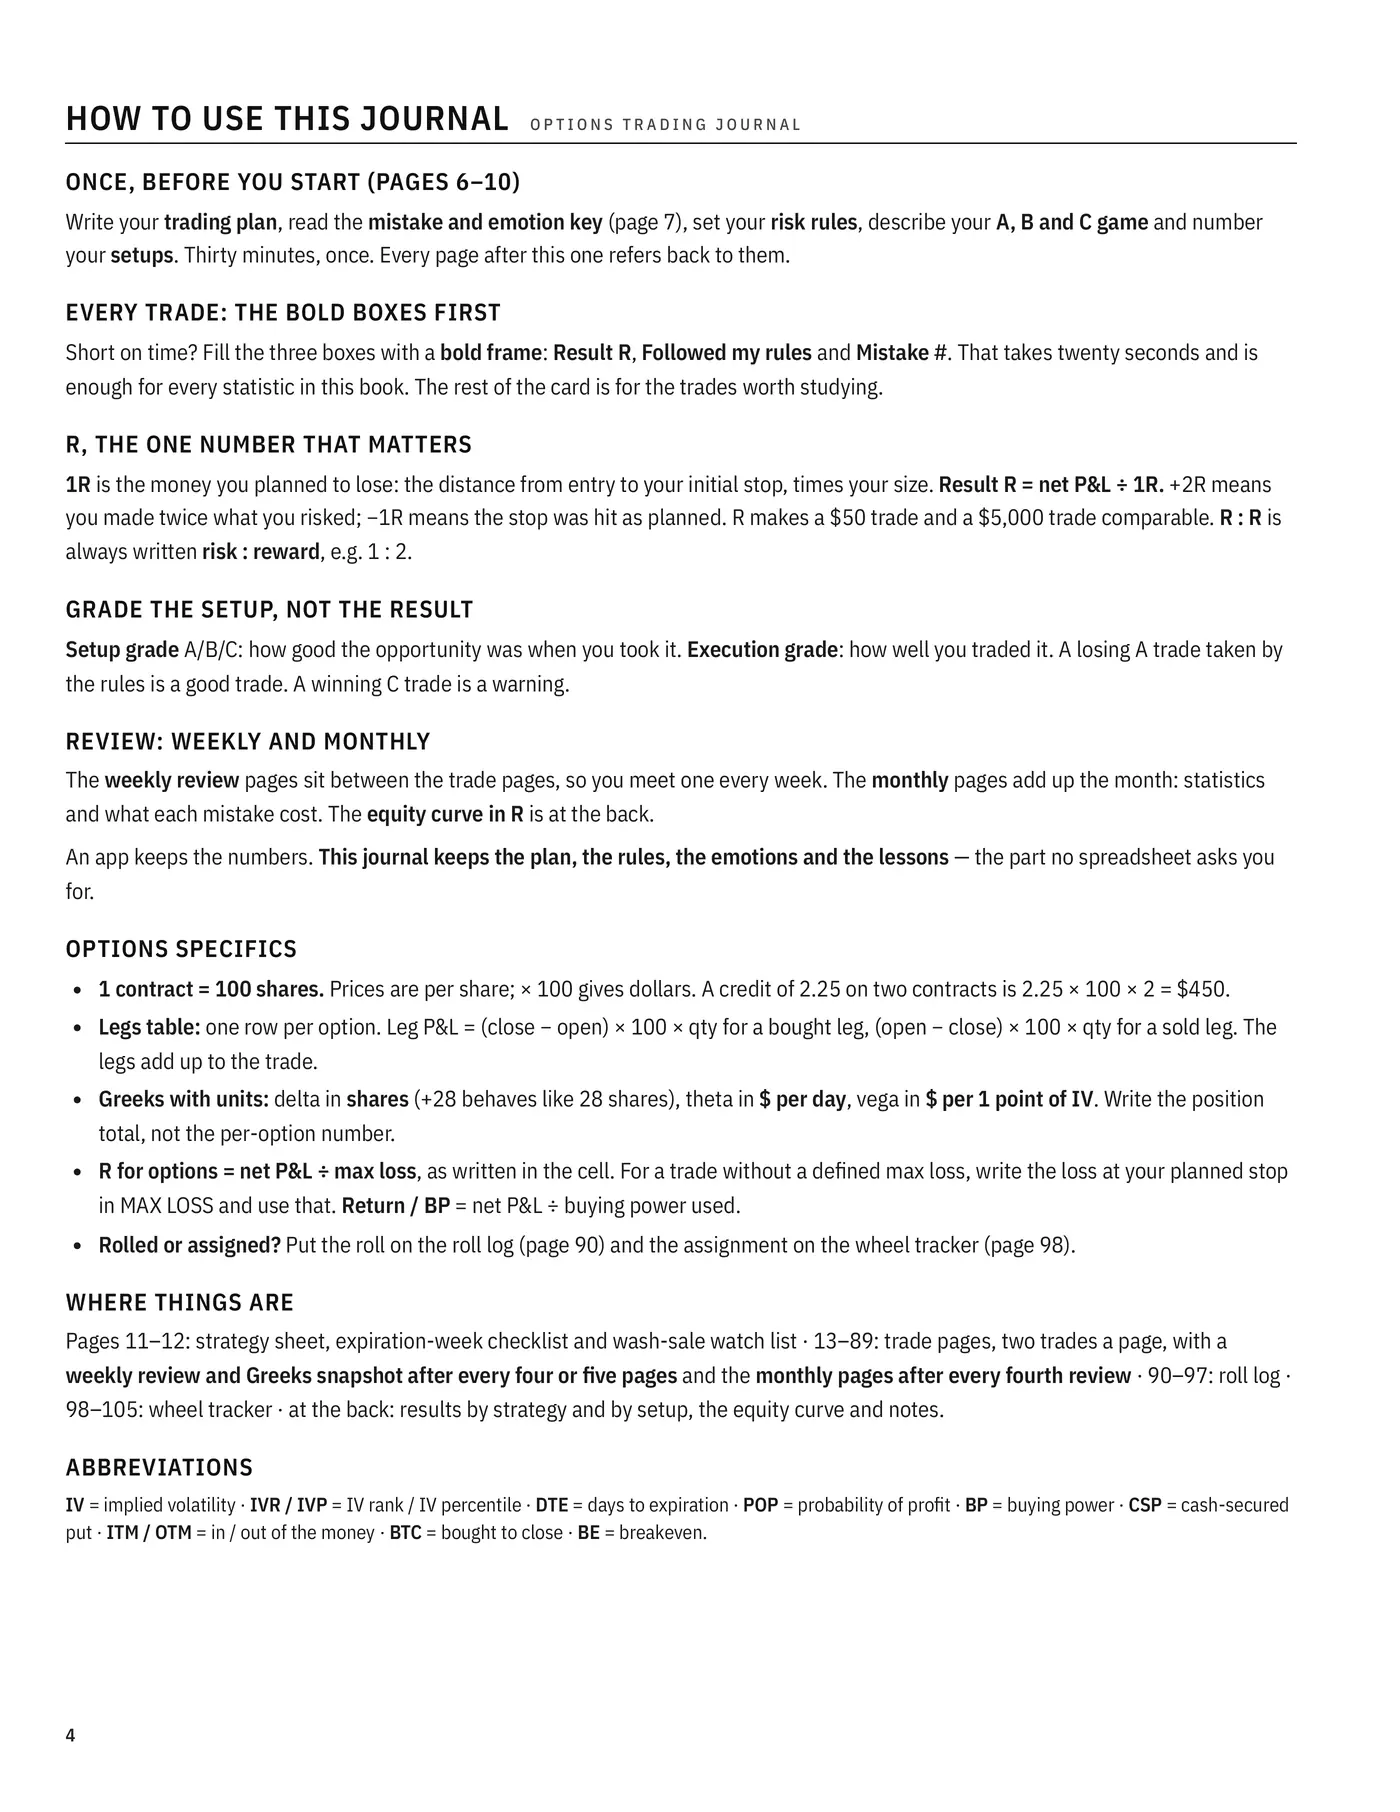 HOW TO USE THIS JOURNAL OPTIONS TRADING JOURNAL
ONCE, BEFORE YOU START (PAGES 6–10)
Write your trading plan, read the mistake and emotion key (page 7), set your risk rules, describe your A, B and C game and number
your setups. Thirty minutes, once. Every page after this one refers back to them.
EVERY TRADE: THE BOLD BOXES FIRST
Short on time? Fill the three boxes with a bold frame: Result R, Followed my rules and Mistake #. That takes twenty seconds and is
enough for every statistic in this book. The rest of the card is for the trades worth studying.
R, THE ONE NUMBER THAT MATTERS
1R is the money you planned to lose: the distance from entry to your initial stop, times your size. Result R = net P&L ÷ 1R. +2R means
you made twice what you risked; −1R means the stop was hit as planned. R makes a $50 trade and a $5,000 trade comparable. R : R is
always written risk : reward, e.g. 1 : 2.
GRADE THE SETUP, NOT THE RESULT
Setup grade A/B/C: how good the opportunity was when you took it. Execution grade: how well you traded it. A losing A trade taken by
the rules is a good trade. A winning C trade is a warning.
REVIEW: WEEKLY AND MONTHLY
The weekly review pages sit between the trade pages, so you meet one every week. The monthly pages add up the month: statistics
and what each mistake cost. The equity curve in R is at the back.
An app keeps the numbers. This journal keeps the plan, the rules, the emotions and the lessons — the part no spreadsheet asks you
for.
OPTIONS SPECIFICS
• 1 contract = 100 shares. Prices are per share; × 100 gives dollars. A credit of 2.25 on two contracts is 2.25 × 100 × 2 = $450.
• Legs table: one row per option. Leg P&L = (close − open) × 100 × qty for a bought leg, (open − close) × 100 × qty for a sold leg. The
legs add up to the trade.
• Greeks with units: delta in shares (+28 behaves like 28 shares), theta in $ per day, vega in $ per 1 point of IV. Write the position
total, not the per-option number.
• R for options = net P&L ÷ max loss, as written in the cell. For a trade without a defined max loss, write the loss at your planned stop
in MAX LOSS and use that. Return / BP = net P&L ÷ buying power used.
• Rolled or assigned? Put the roll on the roll log (page 90) and the assignment on the wheel tracker (page 98).
WHERE THINGS ARE
Pages 11–12: strategy sheet, expiration-week checklist and wash-sale watch list · 13–89: trade pages, two trades a page, with a
weekly review and Greeks snapshot after every four or five pages and the monthly pages after every fourth review · 90–97: roll log ·
98–105: wheel tracker · at the back: results by strategy and by setup, the equity curve and notes.
ABBREVIATIONS
IV = implied volatility · IVR / IVP = IV rank / IV percentile · DTE = days to expiration · POP = probability of profit · BP = buying power · CSP = cash-secured
put · ITM / OTM = in / out of the money · BTC = bought to close · BE = breakeven.
4